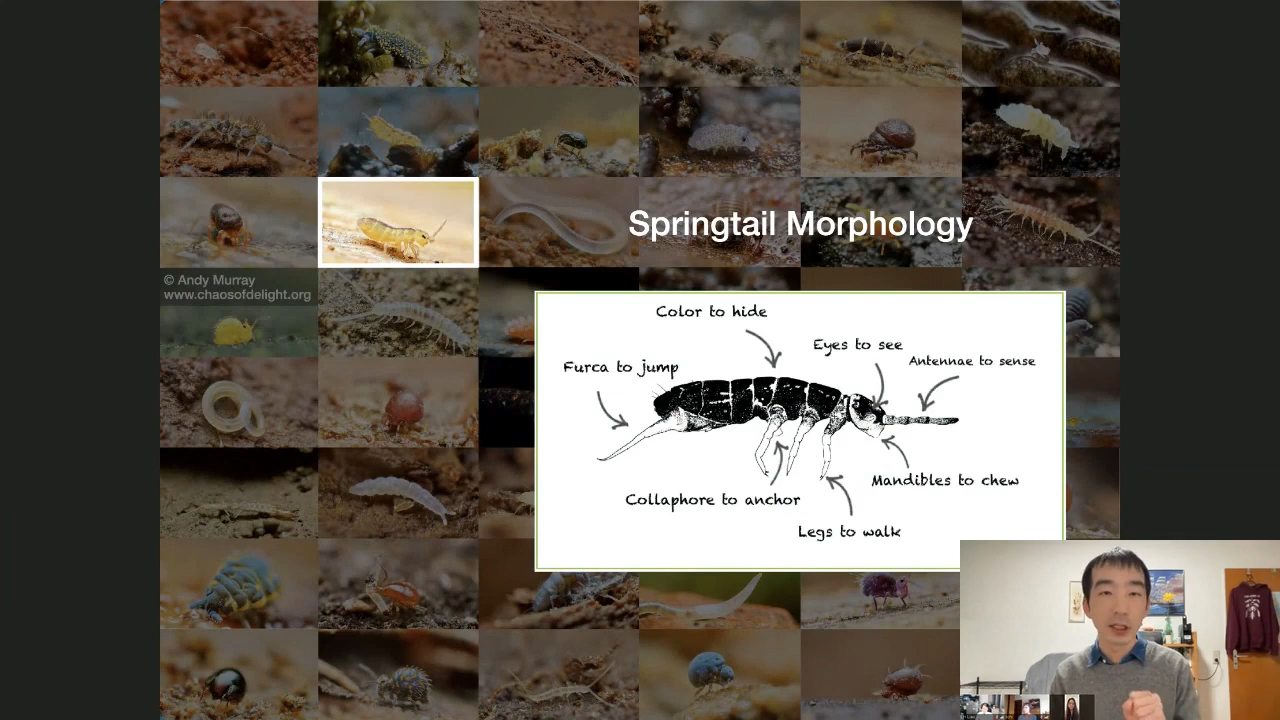 Springtail Morphology
© Andy Murray
www.chaosofdelight.org
Color to hide
Eyes to see
Antennae to sense
Furca to jump
Mandibles to chew
Collaphore to anchor
Legs to walk